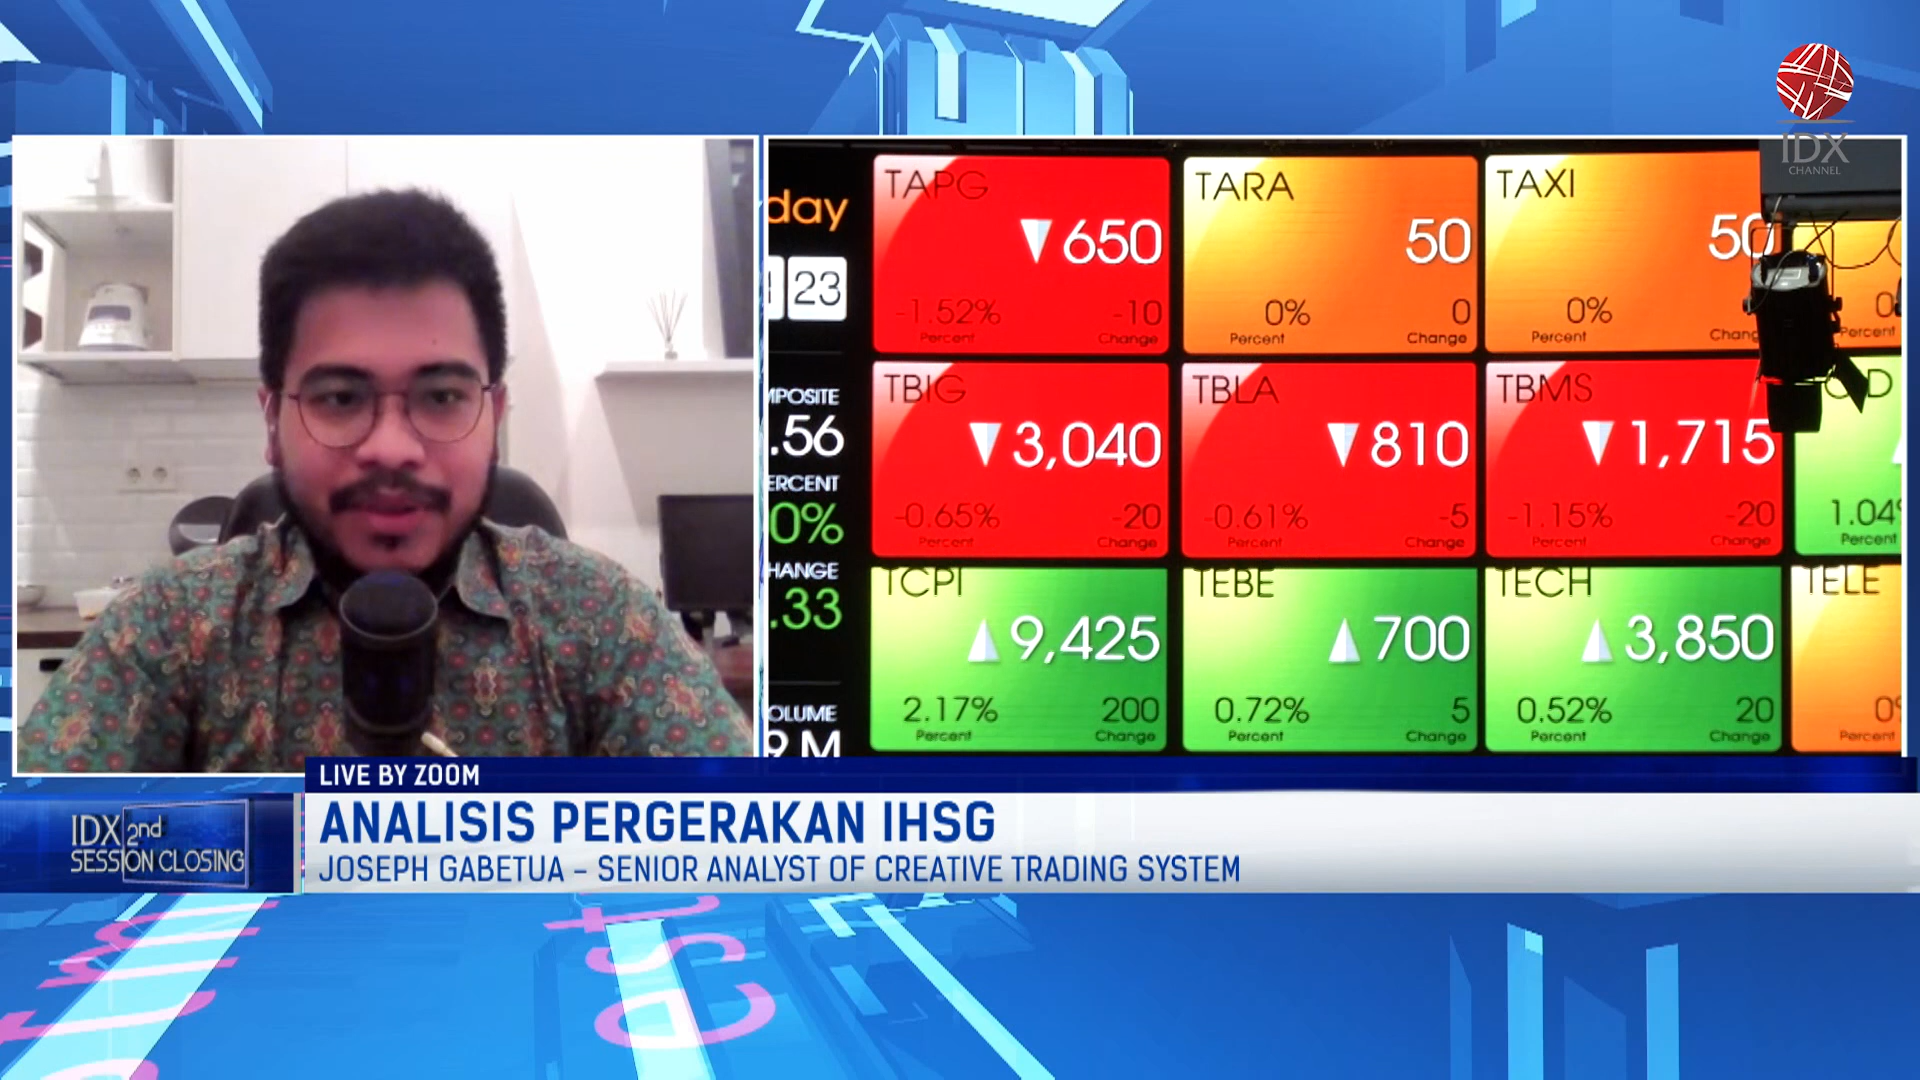 IDX
CHANNEL
day
23
MPOSITE
.56
ERCENT
0%
HANGE
.33
OLUME
9 M
TAPG
650
-1.52% -10
Percent Change
TARA
50
0% 0
Percent Change
TAXI
50
0%
Percent Chang
0
Percent
TBIG
3,040
-0.65% -20
Percent Change
TBLA
810
-0.61% -5
Percent Change
TBMS
1,715
-1.15% -20
Percent Change
D
1.04%
Percent
TCPI
9,425
2.17% 200
Percent Change
TEBE
700
0.72% 5
Percent Change
TECH
3,850
0.52% 20
Percent Change
TELE
0%
Percent
LIVE BY ZOOM
IDX 2nd
SESSION CLOSING
ANALISIS PERGERAKAN IHSG
JOSEPH GABETUA – SENIOR ANALYST OF CREATIVE TRADING SYSTEM